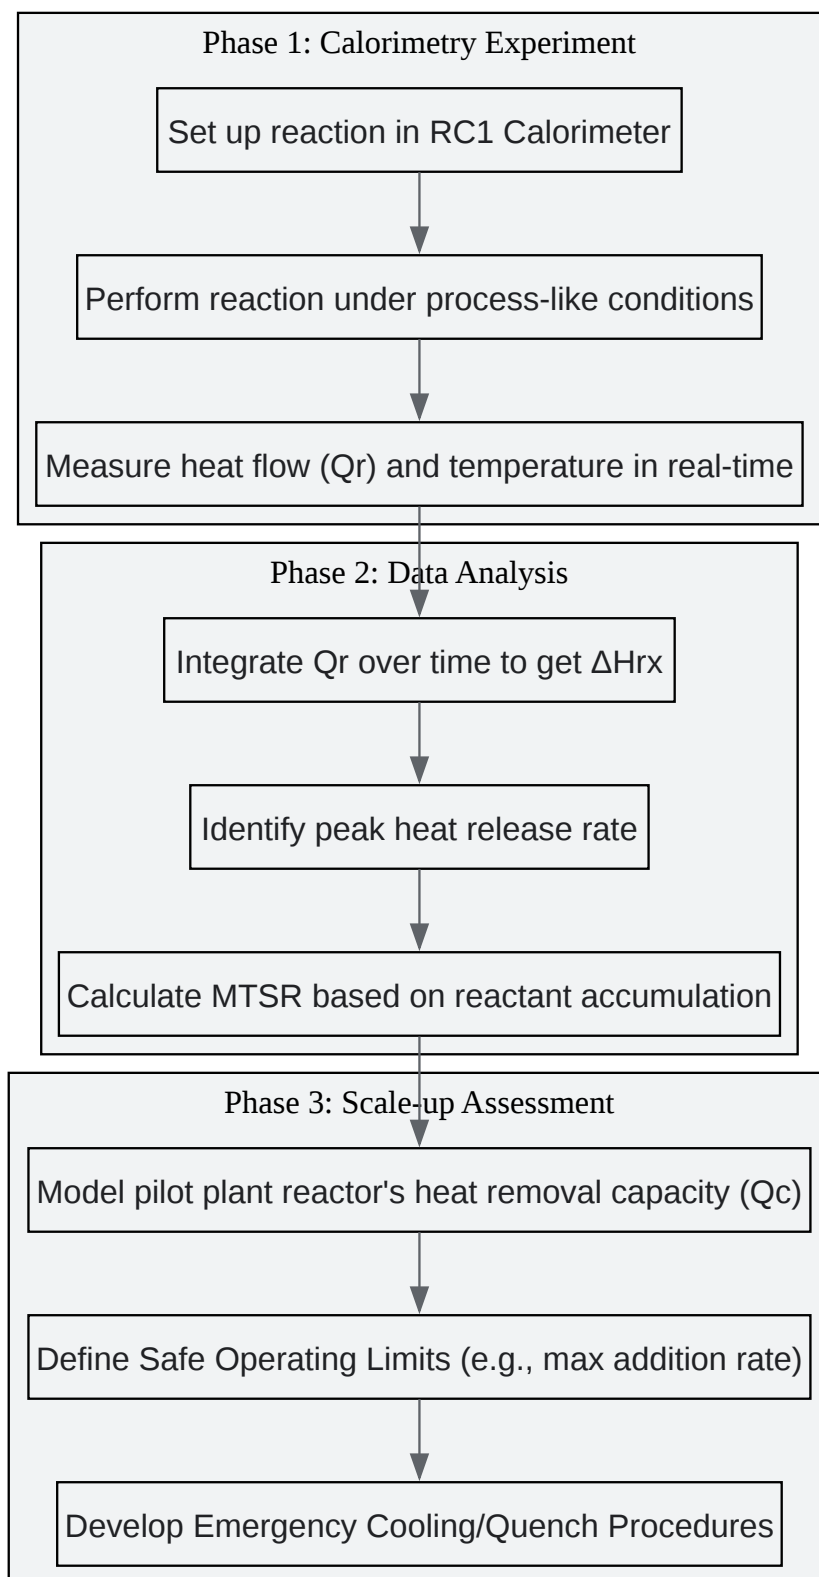 Phase 1: Calorimetry Experiment
Set up reaction in RC1 Calorimeter
Perform reaction under process-like conditions
Measure heat flow (Qr) and temperature in real-time
Phase 2: Data Analysis
Integrate Qr over time to get ΔHrx
Identify peak heat release rate
Calculate MTSR based on reactant accumulation
Phase 3: Scale-up Assessment
Model pilot plant reactor's heat removal capacity (Qc)
Define Safe Operating Limits (e.g., max addition rate)
Develop Emergency Cooling/Quench Procedures